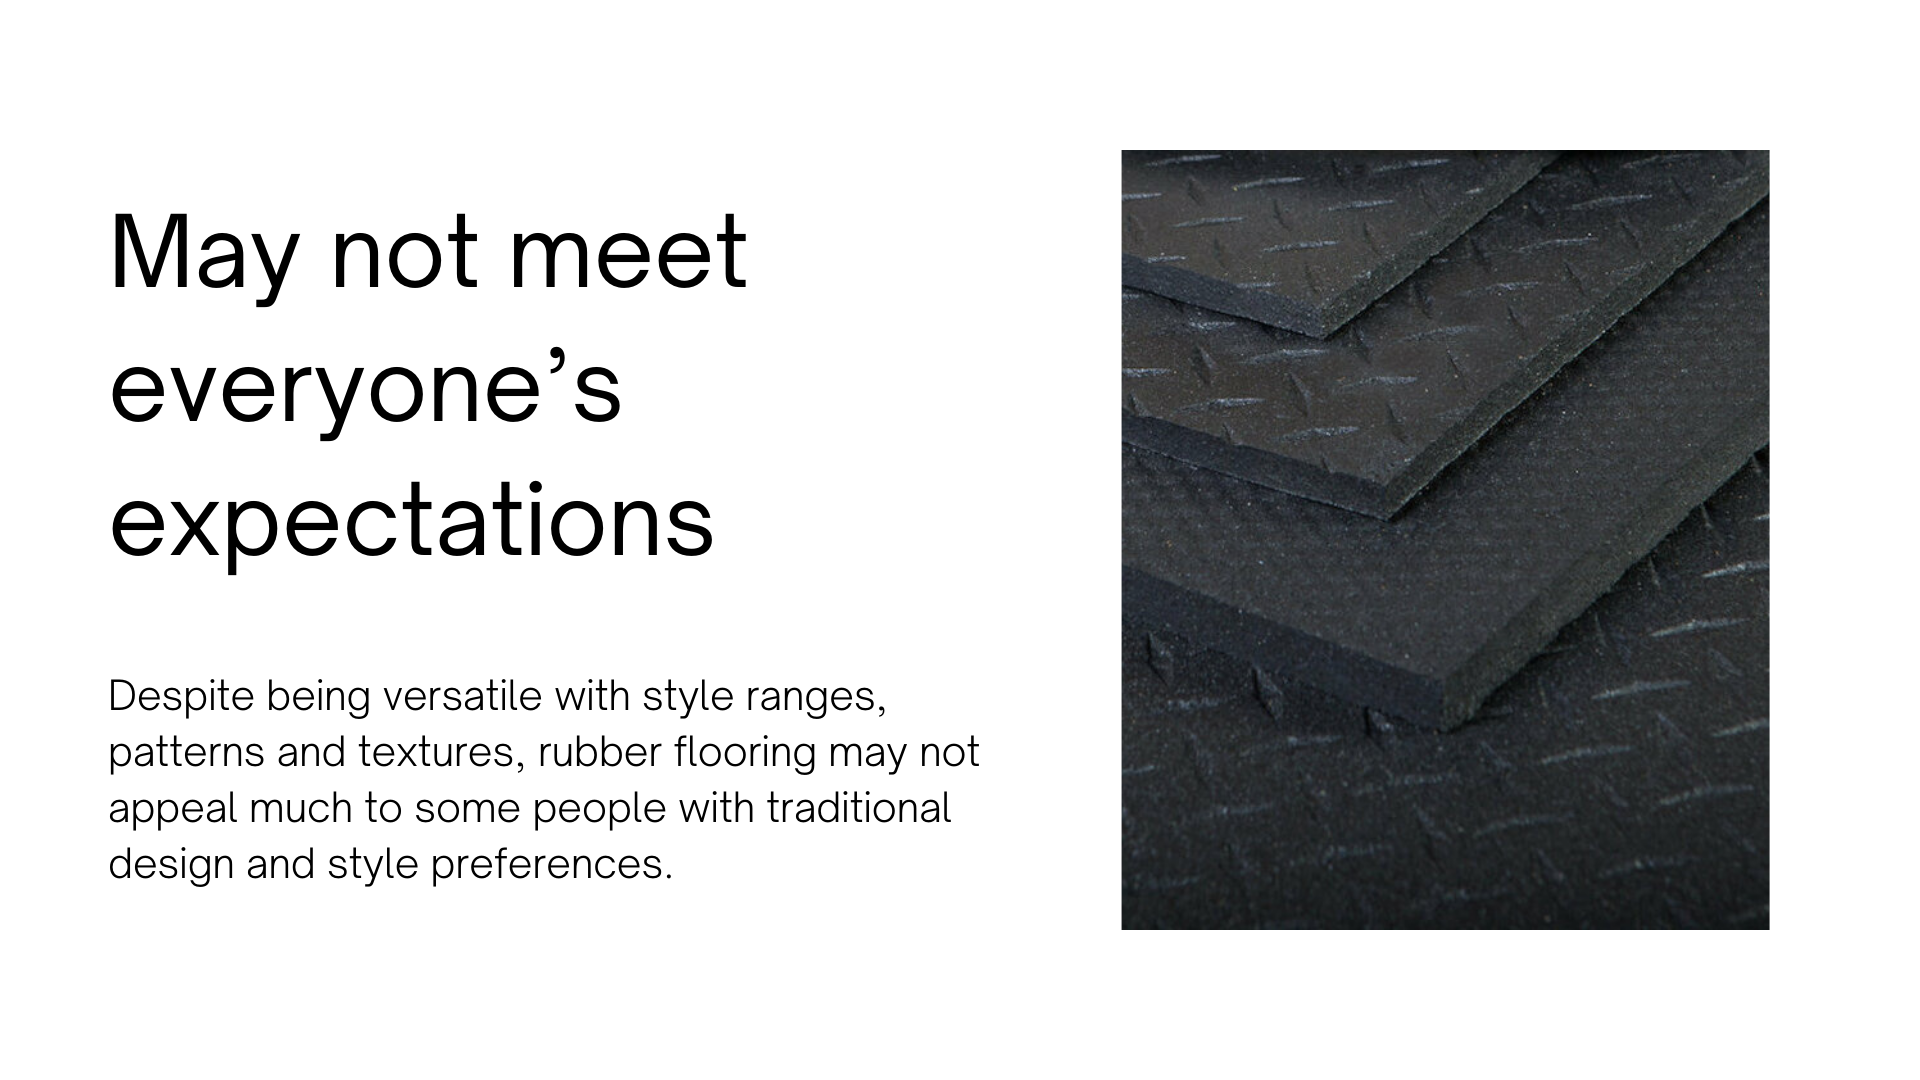 May not meet
everyone’s
expectations
Despite being versatile with style ranges,
patterns and textures, rubber flooring may not
appeal much to some people with traditional
design and style preferences.